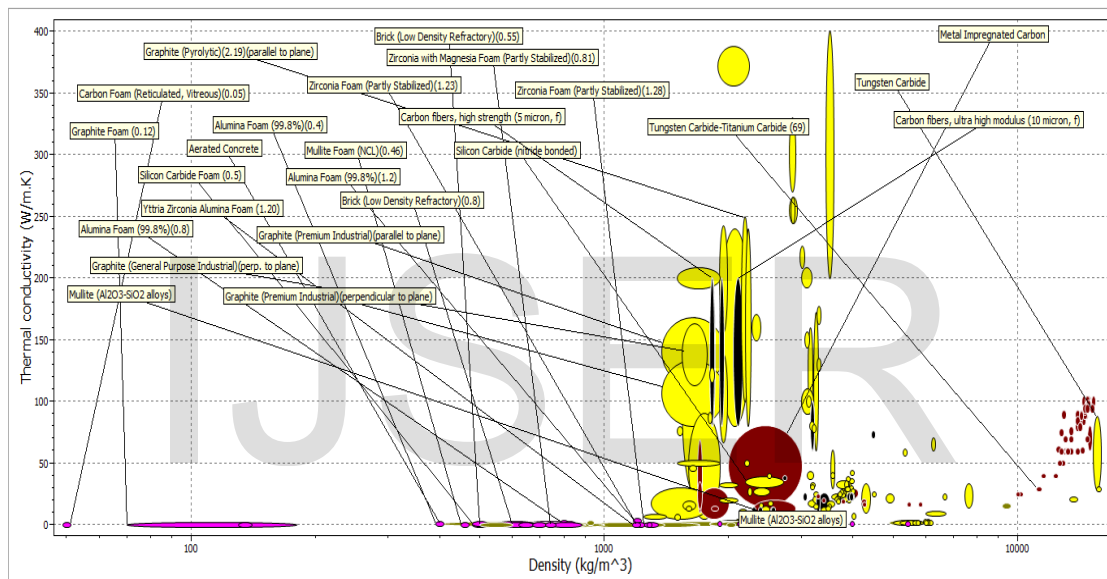 400
350
300
250
200
150
100
50
0
Thermal conductivity (W/m.K)
Brick (Low Density Refractory)(0.55)
Metal Impregnated Carbon
Graphite (Pyrolytic)(2.19)(parallel to plane)
Zirconia with Magnesia Foam (Partly Stabilized)(0.81)
Carbon Foam (Reticulated, Vitreous)(0.05)
Zirconia Foam (Partly Stabilized)(1.23)
Zirconia Foam (Partly Stabilized)(1.28)
Tungsten Carbide
Graphite Foam (0.12)
Alumina Foam (99.8%)(0.4)
Carbon fibers, high strength (5 micron, f)
Tungsten Carbide-Titanium Carbide (69)
Carbon fibers, ultra high modulus (10 micron, f)
Aerated Concrete
Mullite Foam (NCL)(0.46)
Silicon Carbide (nitride bonded)
Silicon Carbide Foam (0.5)
Alumina Foam (99.8%)(1.2)
Yttria Zirconia Alumina Foam (1.20)
Brick (Low Density Refractory)(0.8)
Alumina Foam (99.8%)(0.8)
Graphite (Premium Industrial)(parallel to plane)
Graphite (General Purpose Industrial)(perp. to plane)
Mullite (Al2O3-SiO2 alloys)
Graphite (Premium Industrial)(perpendicular to plane)
IJSER
Mullite (Al2O3-SiO2 alloys)
100
1000
10000
Density (kg/m^3)